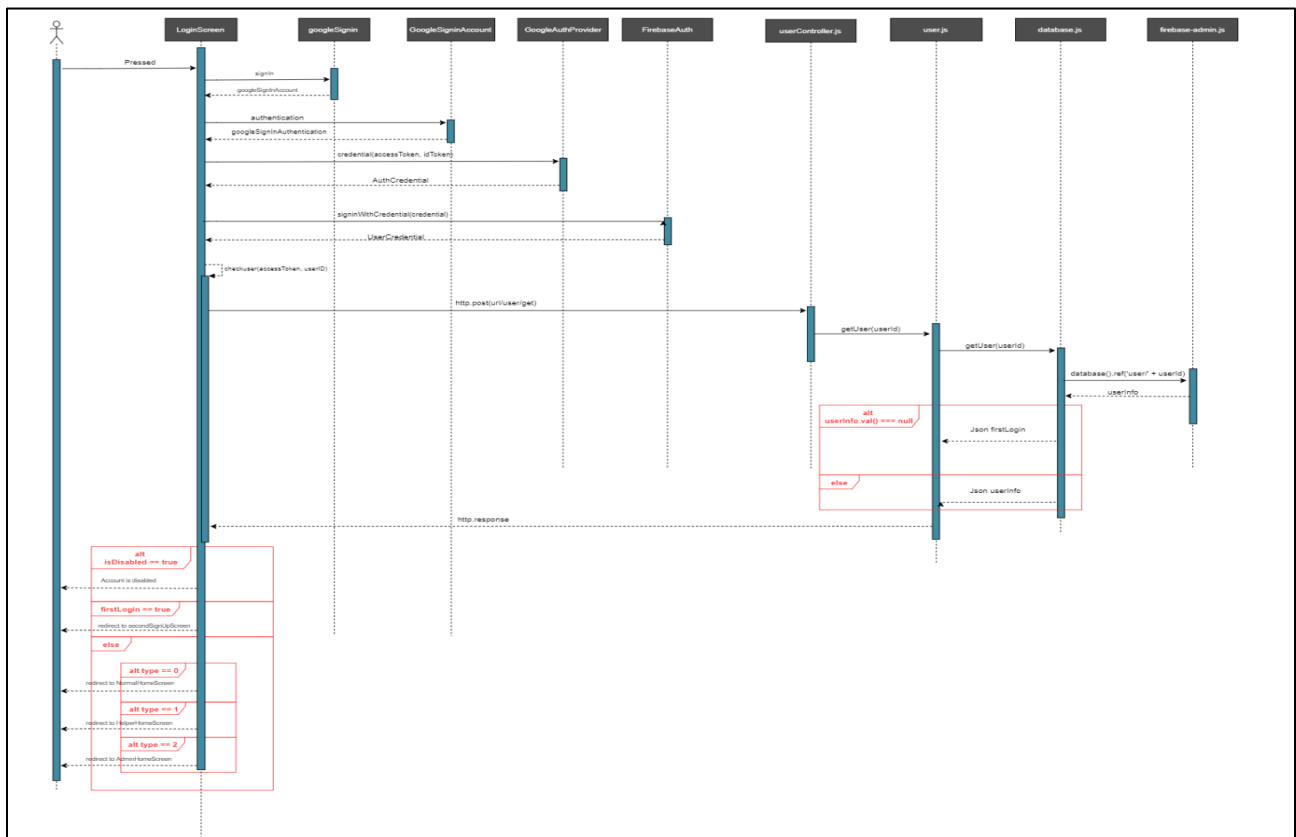 LoginScreen
googleSignin
GoogleSigninAccount
GoogleAuthProvider
FirebaseAuth
userController.js
user.js
database.js
firebase-admin.js
Pressed
signIn
googleSignInAccount
authentication
googleSignInAuthentication
credential(accessToken, idToken)
AuthCredential
signinWithCredential(credential)
UserCredential
checkuser(accessToken, userID)
http.post(url/user/get)
getUser(userId)
getUser(userId)
database().ref('user/' + userId)
userInfo
alt
userInfo.val() === null
Json firstLogin
else
Json userInfo
http.response
alt
isDisabled == true
Account is disabled
firstLogin == true
redirect to secondSignUpScreen
else
alt type == 0
redirect to NormalHomeScreen
alt type == 1
redirect to HelperHomeScreen
alt type == 2
redirect to AdminHomeScreen